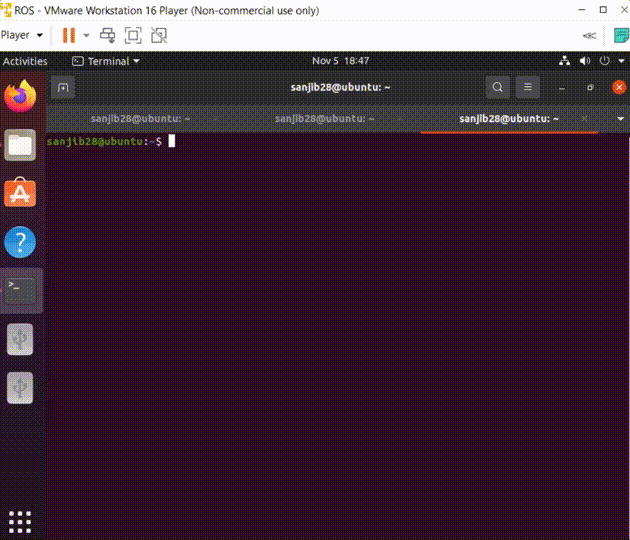 ROS - VMware Workstation 16 Player (Non-commercial use only)
Player
Activities Terminal Nov 5 18:47
sanjib28@ubuntu: ~
sanjib28@ubuntu: ~ sanjib28@ubuntu: ~ sanjib28@ubuntu: ~
sanjib28@ubuntu:~$